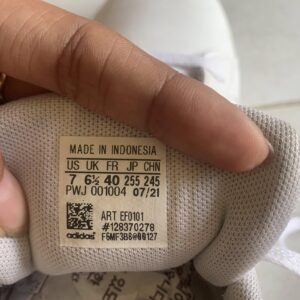 MADE IN INDONESIA
US UK FR JP CHN
7 6½ 40 255 245
PWJ 001004 07/21
ART EF0101
#128370278
adidas F6MF3B8@00127